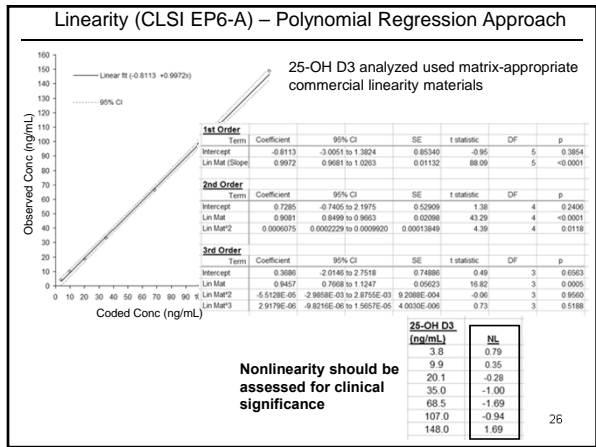 Linearity (CLSI EP6-A) – Polynomial Regression Approach
160
150
140
130
120
110
100
90
80
70
60
50
40
30
20
10
0
Observed Conc (ng/mL)
Linear fit (-0.8113 +0.9972x)
95% CI
0 10 20 30 40 50 60 70 80 90
Coded Conc (ng/mL)
25-OH D3 analyzed used matrix-appropriate
commercial linearity materials
1st Order
Term Coefficient 95% CI SE t statistic DF p
Intercept -0.8113 -3.0051 to 1.3824 0.85340 -0.95 5 0.3854
Lin Mat (Slope 0.9972 0.9681 to 1.0263 0.01132 88.09 5 <0.0001
2nd Order
Term Coefficient 95% CI SE t statistic DF p
Intercept 0.7285 -0.7405 to 2.1975 0.52909 1.38 4 0.2406
Lin Mat 0.9081 0.8499 to 0.9663 0.02098 43.29 4 <0.0001
Lin Mat^2 0.0006075 0.0002229 to 0.0009920 0.00013849 4.39 4 0.0118
3rd Order
Term Coefficient 95% CI SE t statistic DF p
Intercept 0.3686 -2.0146 to 2.7518 0.74886 0.49 3 0.6563
Lin Mat 0.9457 0.7668 to 1.1247 0.05623 16.82 3 0.0005
Lin Mat^2 -5.5128E-05 -2.9858E-03 to 2.8755E-03 9.2088E-004 -0.06 3 0.9560
Lin Mat^3 2.9179E-06 -9.8216E-06 to 1.5657E-05 4.0030E-006 0.73 3 0.5188
Nonlinearity should be
assessed for clinical
significance
25-OH D3
(ng/mL) NL
3.8 0.79
9.9 0.35
20.1 -0.28
35.0 -1.00
68.5 -1.69
107.0 -0.94
148.0 1.69
26